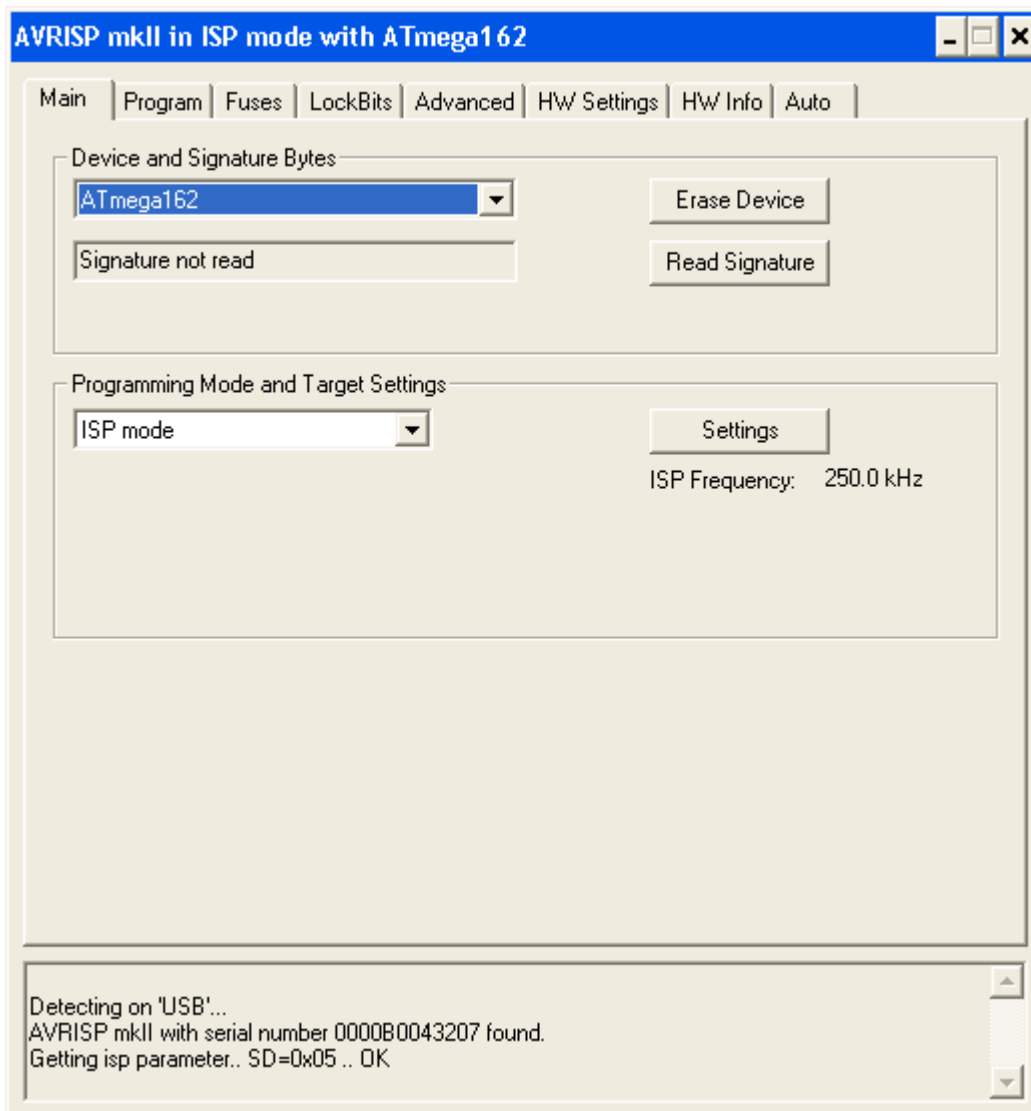 AVRISP mkII in ISP mode with ATmega162
Main Program Fuses LockBits Advanced HW Settings HW Info Auto
Device and Signature Bytes
ATmega162 Erase Device
Signature not read Read Signature
Programming Mode and Target Settings
ISP mode Settings
ISP Frequency: 250.0 kHz
Detecting on 'USB'...
AVRISP mkII with serial number 0000B0043207 found.
Getting isp parameter.. SD=0x05 .. OK